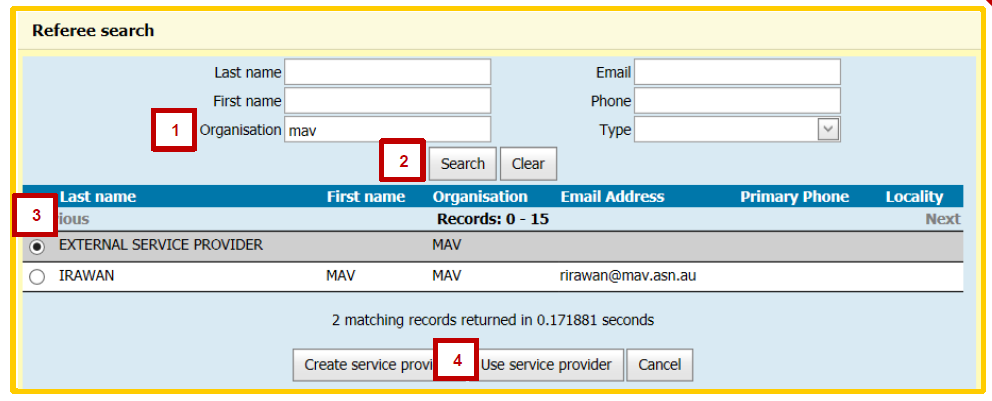 Referee search
Last name Email
First name Phone
1 Organisation mav Type
2 Search Clear
Last name First name Organisation Email Address Primary Phone Locality
3 ious Records: 0 - 15 Next
EXTERNAL SERVICE PROVIDER MAV
IRAWAN MAV MAV rirawan@mav.asn.au
2 matching records returned in 0.171881 seconds
Create service provi 4 Use service provider Cancel